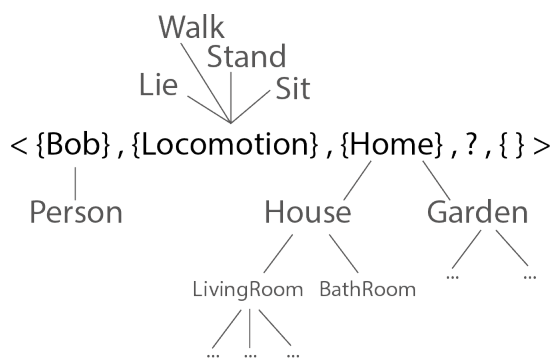 Walk
Stand
Lie
Sit
< {Bob} , {Locomotion} , {Home} , ? , { } >
Person
House
Garden
LivingRoom
BathRoom
... ...
... ... ...